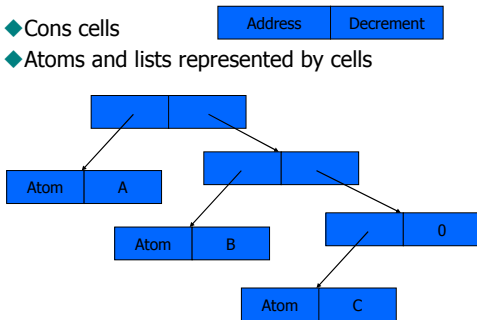 Cons cells
Address Decrement
Atoms and lists represented by cells
Atom A
Atom B
0
Atom C